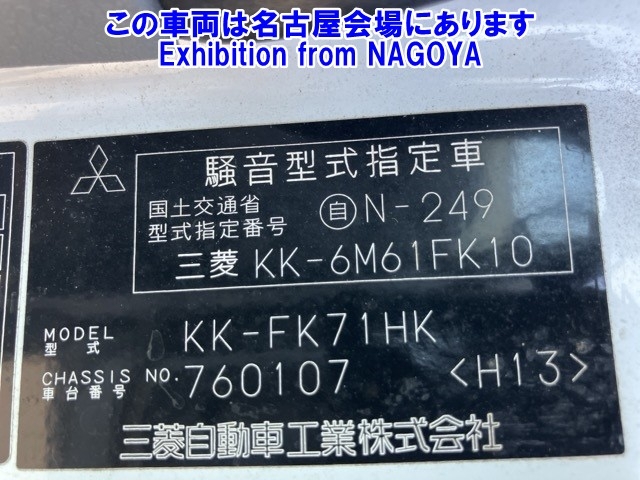 この車両は名古屋会場にあります
Exhibition from NAGOYA
騒音型式指定車
国土交通省
型式指定番号 自 N-249
三菱 KK-6M61FK10
MODEL
型式 KK-FK71HK
CHASSIS NO.
車台番号 760107 <H13>
三菱自動車工業株式会社